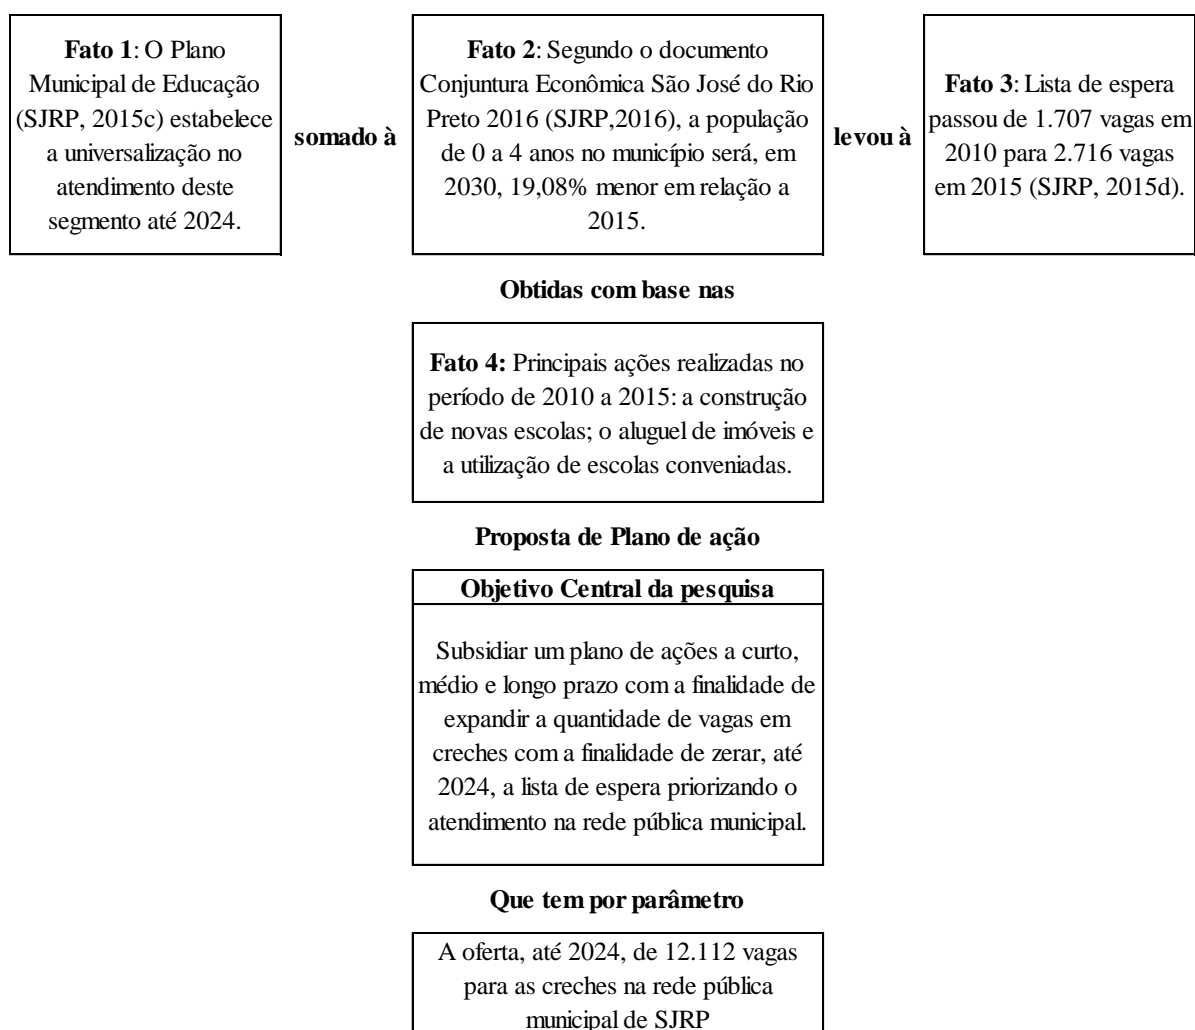 Fato 1: O Plano
Municipal de Educação
(SJRP, 2015c) estabelece
a universalização no
atendimento deste
segmento até 2024.
somado à
Fato 2: Segundo o documento
Conjuntura Econômica São José do Rio
Preto 2016 (SJRP,2016), a população
de 0 a 4 anos no município será, em
2030, 19,08% menor em relação a
2015.
levou à
Fato 3: Lista de espera
passou de 1.707 vagas em
2010 para 2.716 vagas
em 2015 (SJRP, 2015d).
Obtidas com base nas
Fato 4: Principais ações realizadas no
período de 2010 a 2015: a construção
de novas escolas; o aluguel de imóveis e
a utilização de escolas conveniadas.
Proposta de Plano de ação
Objetivo Central da pesquisa
Subsidiar um plano de ações a curto,
médio e longo prazo com a finalidade de
expandir a quantidade de vagas em
creches com a finalidade de zerar, até
2024, a lista de espera priorizando o
atendimento na rede pública municipal.
Que tem por parâmetro
A oferta, até 2024, de 12.112 vagas
para as creches na rede pública
municipal de SJRP